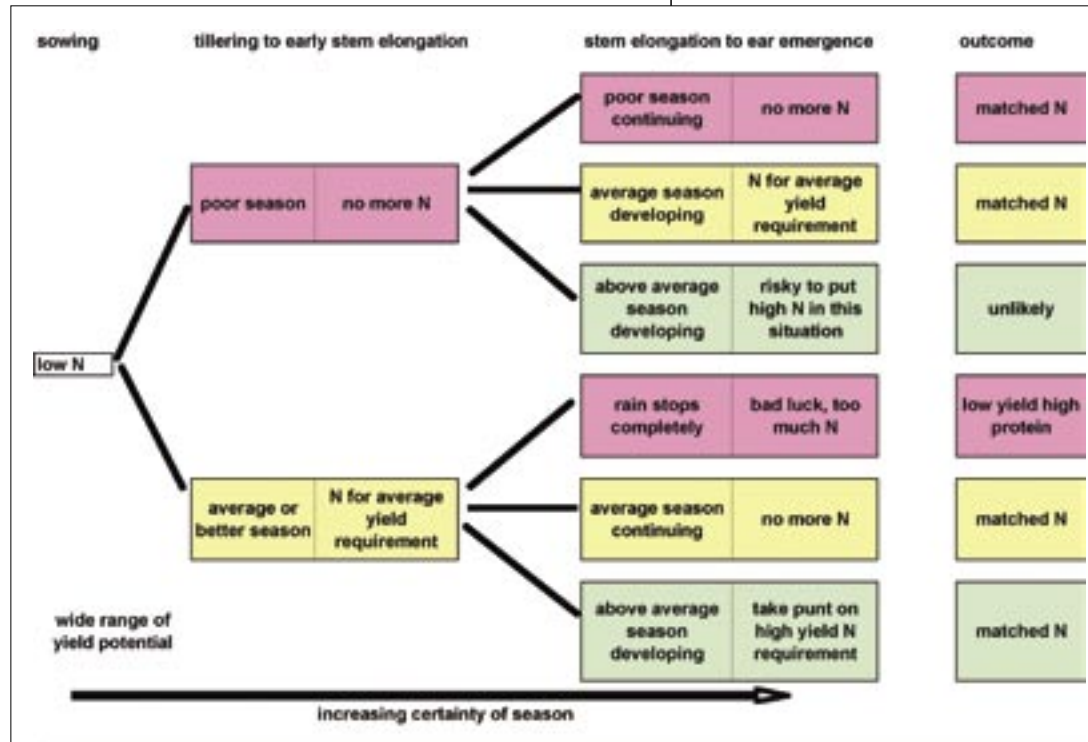 sowing
tillering to early stem elongation
stem elongation to ear emergence
outcome
poor season
continuing
no more N
matched N
poor season
no more N
average season
developing
N for average
yield
requirement
matched N
above average
season
developing
risky to put
high N in this
situation
unlikely
low N
rain stops
completely
bad luck, too
much N
low yield high
protein
average or
better season
N for average
yield
requirement
average season
continuing
no more N
matched N
above average
season
developing
take punt on
high yield N
requirement
matched N
wide range of
yield potential
increasing certainty of season